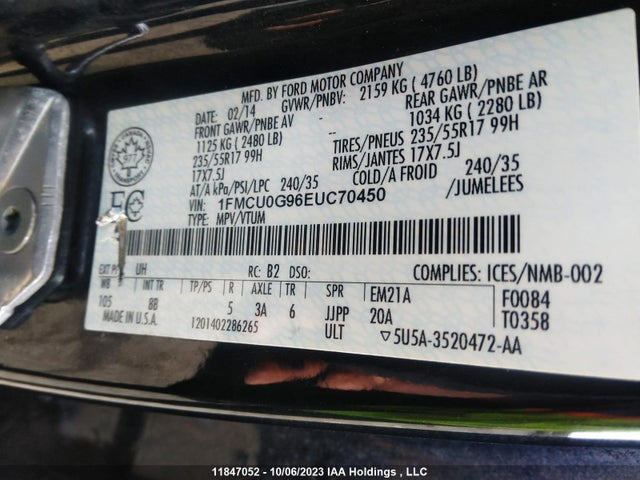 MFD. BY FORD MOTOR COMPANY
DATE: 02/14 GVWR/PNBV: 2159 KG ( 4760 LB)
FRONT GAWR/PNBE AV -- REAR GAWR/PNBE AR
1125 KG ( 2480 LB) 1034 KG ( 2280 LB)
235/55R17 99H -- TIRES/PNEUS 235/55R17 99H
17X7.5J RIMS/JANTES 17X7.5J
AT/A kPa/PSI/LPC 240/35 COLD/A FROID 240/35
VIN: 1FMCU0G96EUC70450 /JUMELEES
TYPE: MPV/VTUM
EXT P UH RC: B2 DSO: COMPLIES: ICES/NMB-002
WB INT TR TP/PS R AXLE TR SPR EM21A F0084
105 8B 5 3A 6 JJPP 20A T0358
MADE IN U.S.A. 1201402286265 ULT ▽5U5A-3520472-AA
977
11847052 - 10/06/2023 IAA Holdings , LLC